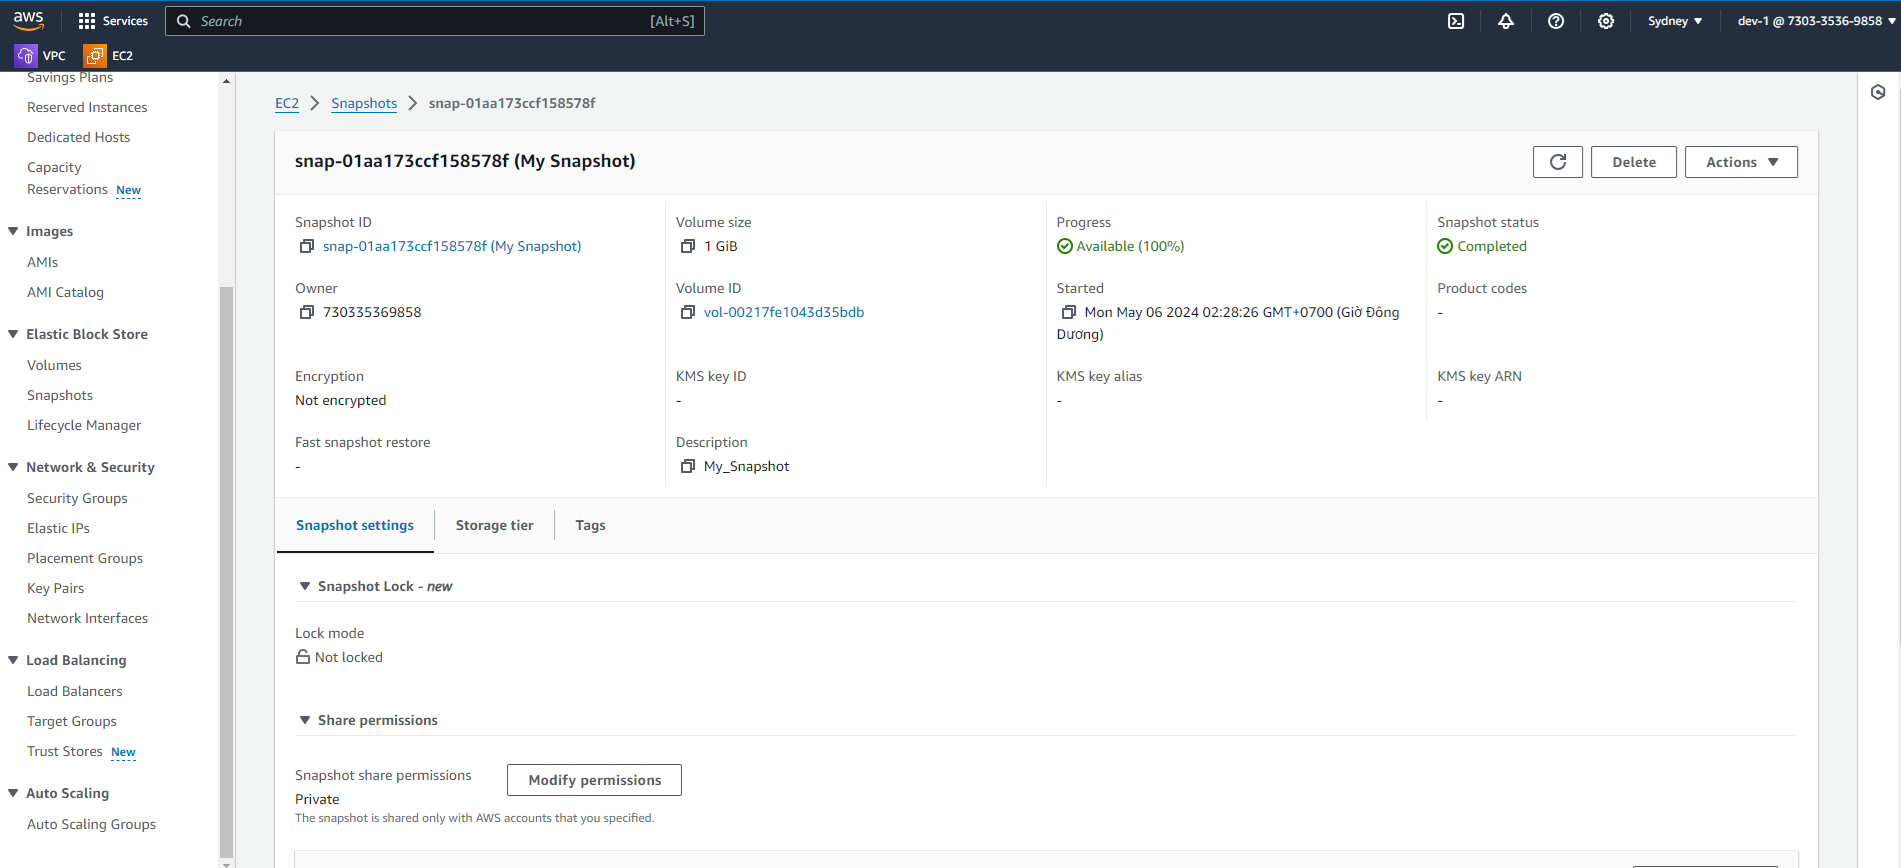 aws
Services
Search
[Alt+S]
Sydney
dev-1 @ 7303-3536-9858
VPC
EC2
Savings Plans
Reserved Instances
Dedicated Hosts
Capacity
Reservations New
Images
AMIs
AMI Catalog
Elastic Block Store
Volumes
Snapshots
Lifecycle Manager
Network & Security
Security Groups
Elastic IPs
Placement Groups
Key Pairs
Network Interfaces
Load Balancing
Load Balancers
Target Groups
Trust Stores New
Auto Scaling
Auto Scaling Groups
EC2 > Snapshots > snap-01aa173ccf158578f
snap-01aa173ccf158578f (My Snapshot)
Delete
Actions
Snapshot ID
snap-01aa173ccf158578f (My Snapshot)
Volume size
1 GiB
Progress
Available (100%)
Snapshot status
Completed
Owner
730335369858
Volume ID
vol-00217fe1043d35bdb
Started
Mon May 06 2024 02:28:26 GMT+0700 (Giờ Đông
Dương)
Product codes
-
Encryption
Not encrypted
KMS key ID
-
KMS key alias
-
KMS key ARN
-
Fast snapshot restore
-
Description
My_Snapshot
Snapshot settings
Storage tier
Tags
Snapshot Lock - new
Lock mode
Not locked
Share permissions
Snapshot share permissions
Private
The snapshot is shared only with AWS accounts that you specified.
Modify permissions